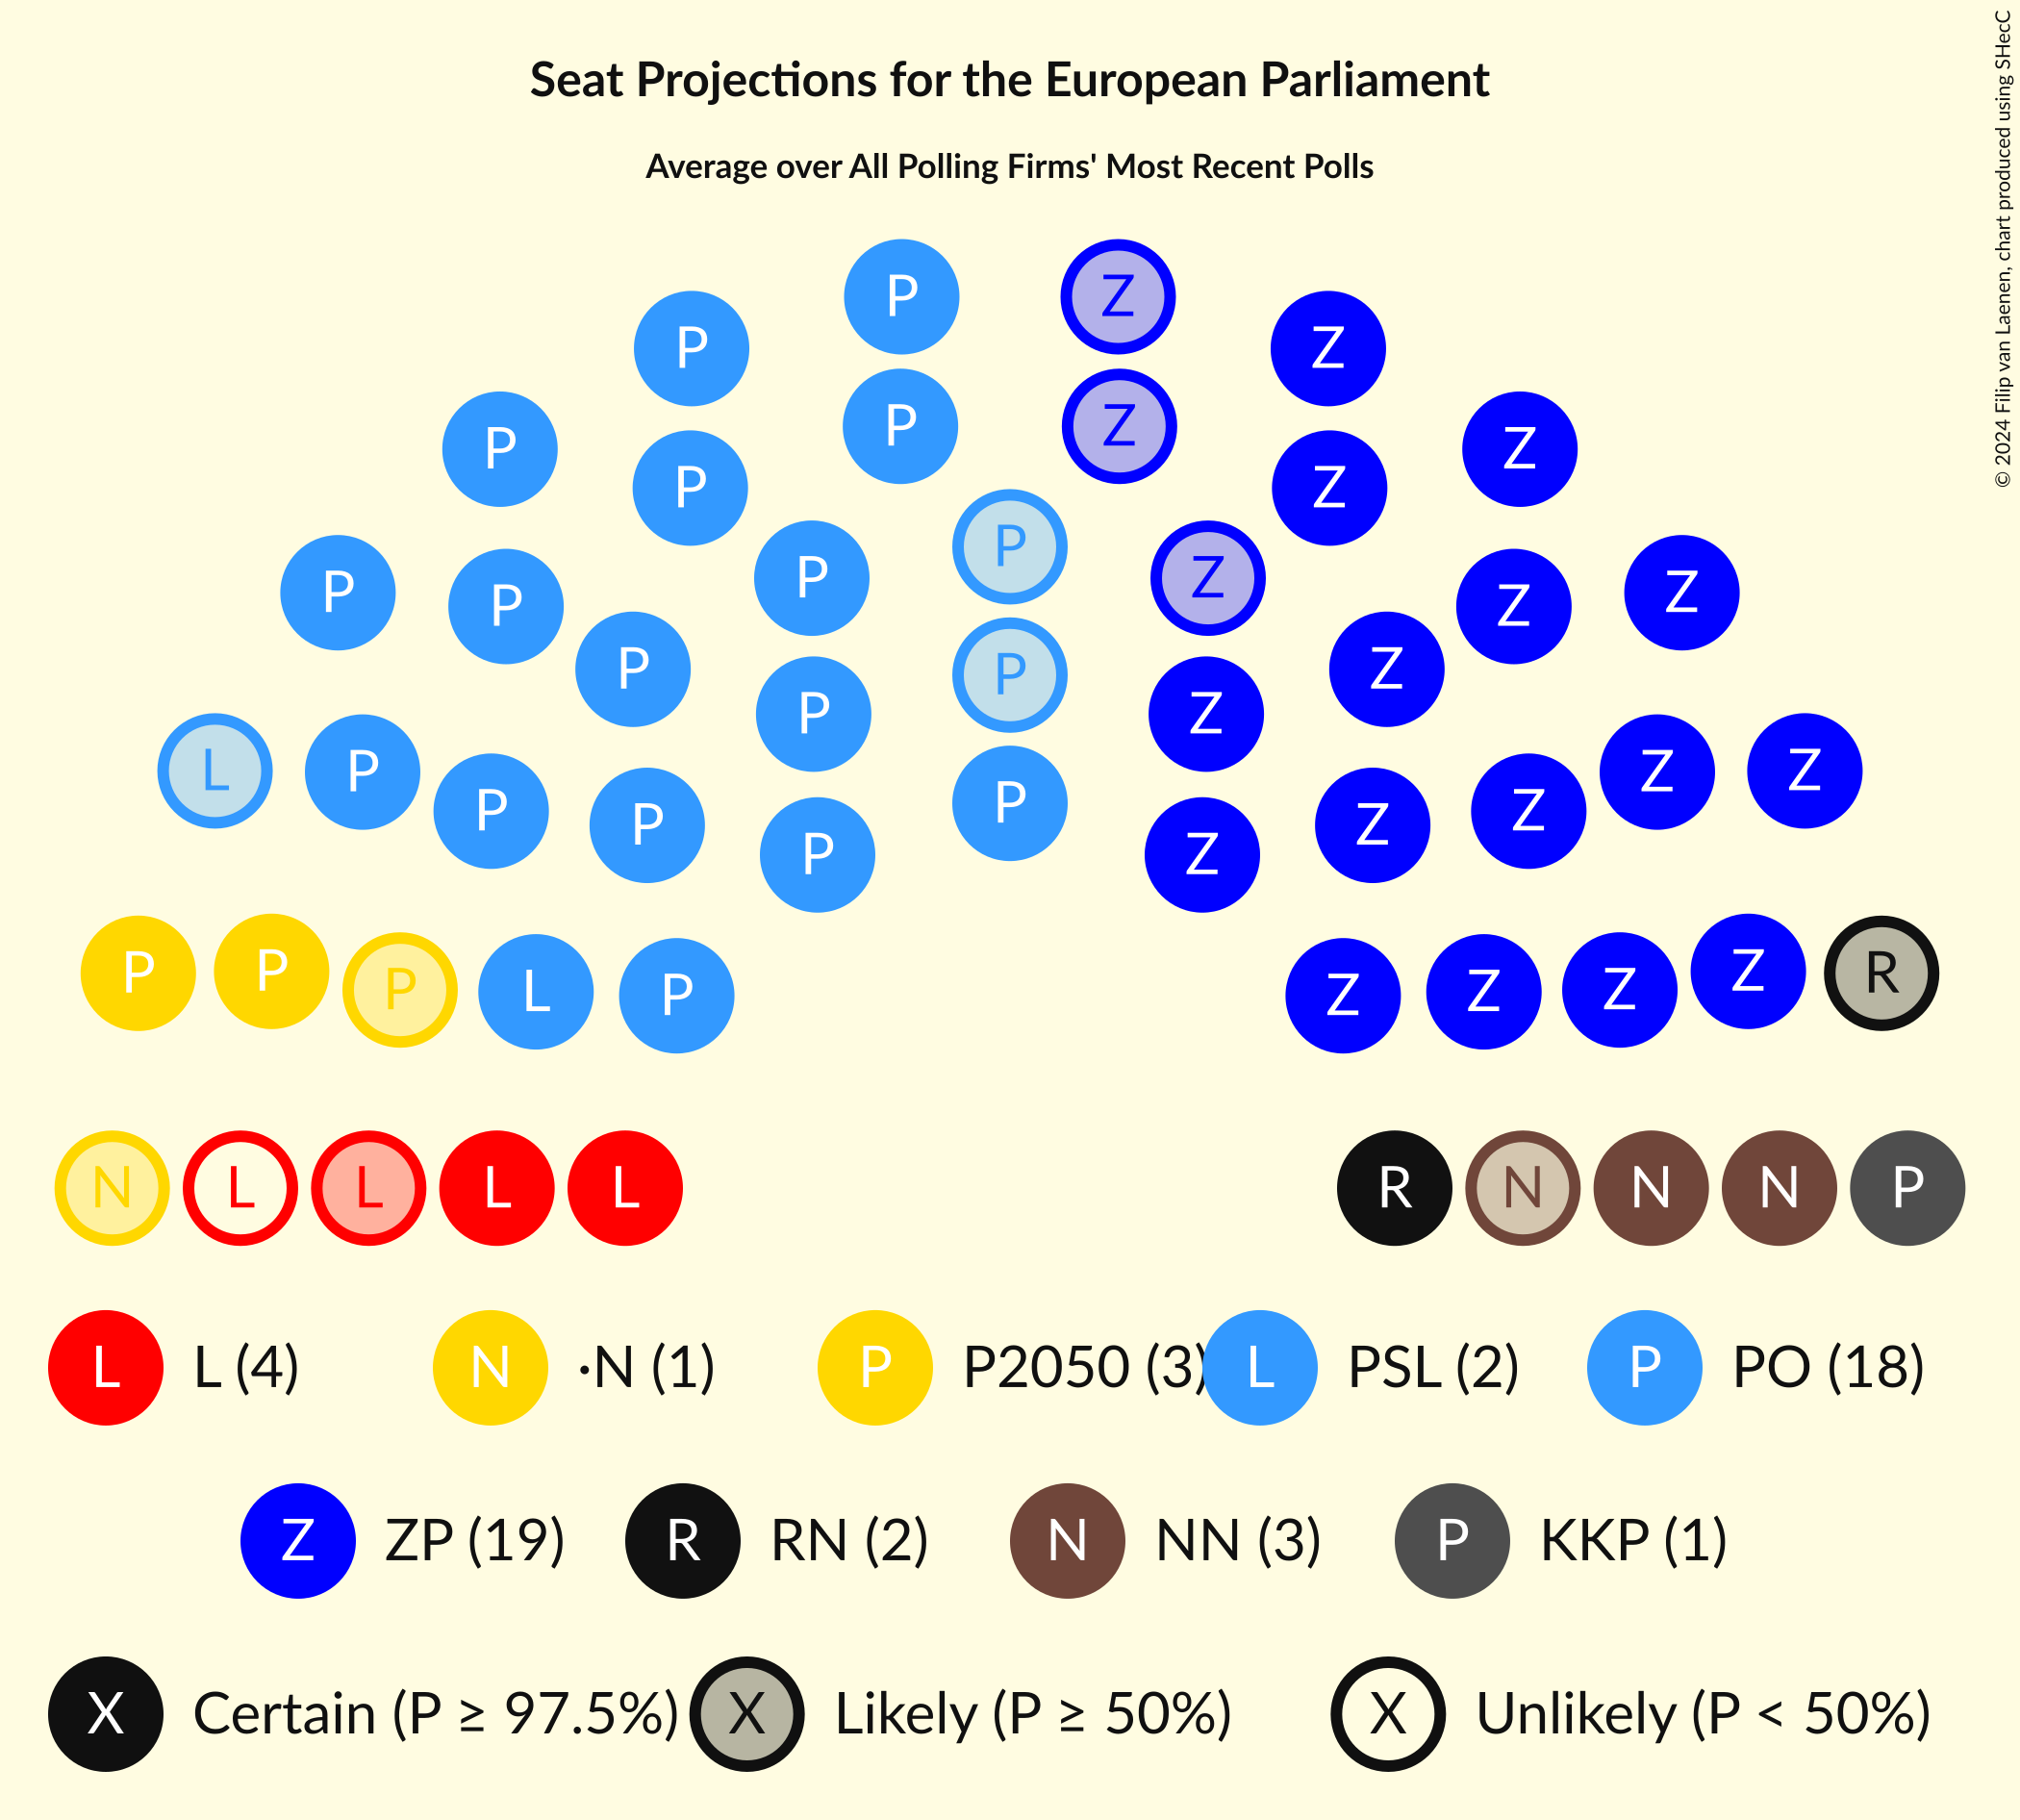 Seat Projections for the European Parliament
Average over All Polling Firms' Most Recent Polls
© 2024 Filip van Laenen, chart produced using SHecC
P Z
P Z
P Z
P Z
P Z
P Z
P
P Z
P Z
P Z
P Z
P
P Z
L P Z Z
P Z
P
P Z
P Z
P P Z R
P Z
L Z
P Z
N L L L L R N N N P
L L (4) N ·N (1) P P2050 (3) L PSL (2) P PO (18)
Z ZP (19) R RN (2) N NN (3) P KKP (1)
X Certain (P ≥ 97.5%) X Likely (P ≥ 50%) X Unlikely (P < 50%)